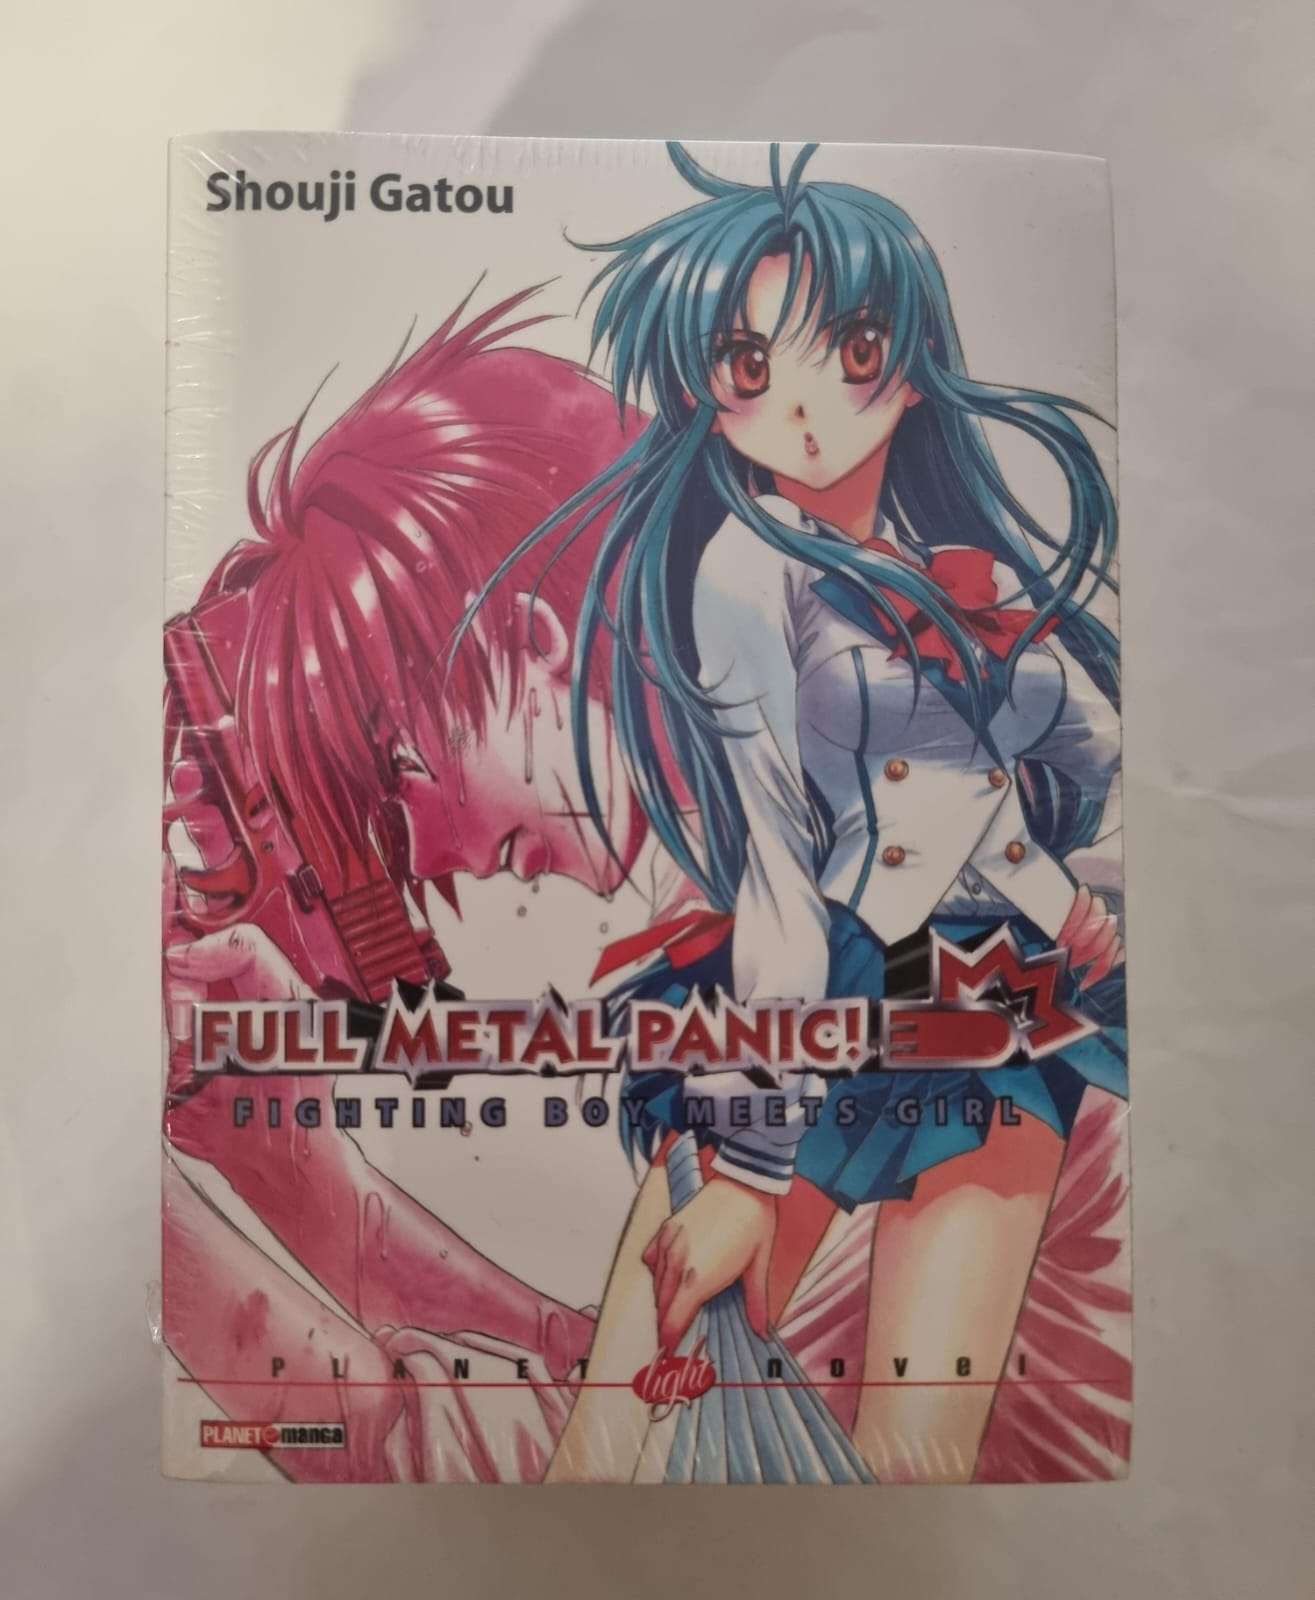 Shouji Gatou
FULL METAL PANIC!
FIGHTING BOY MEETS GIRL
PLANET light novel
PLANET manga